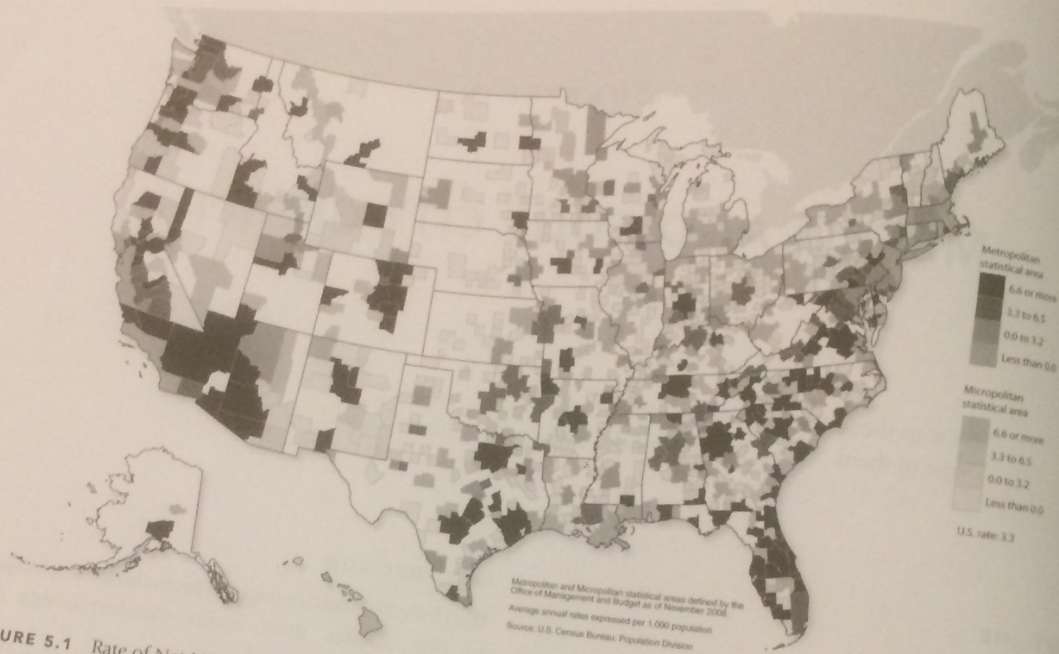 Metropolitan
statistical area
6.6 or more
3.3 to 6.5
0.0 to 3.2
Less than 0.0
Micropolitan
statistical area
6.6 or more
3.3 to 6.5
0.0 to 3.2
Less than 0.0
U.S. rate: 3.3
Metropolitan and Micropolitan statistical areas defined by the
Office of Management and Budget as of November 2008.
Average annual rates expressed per 1,000 population
Source: U.S. Census Bureau, Population Division
URE 5.1 Rate of